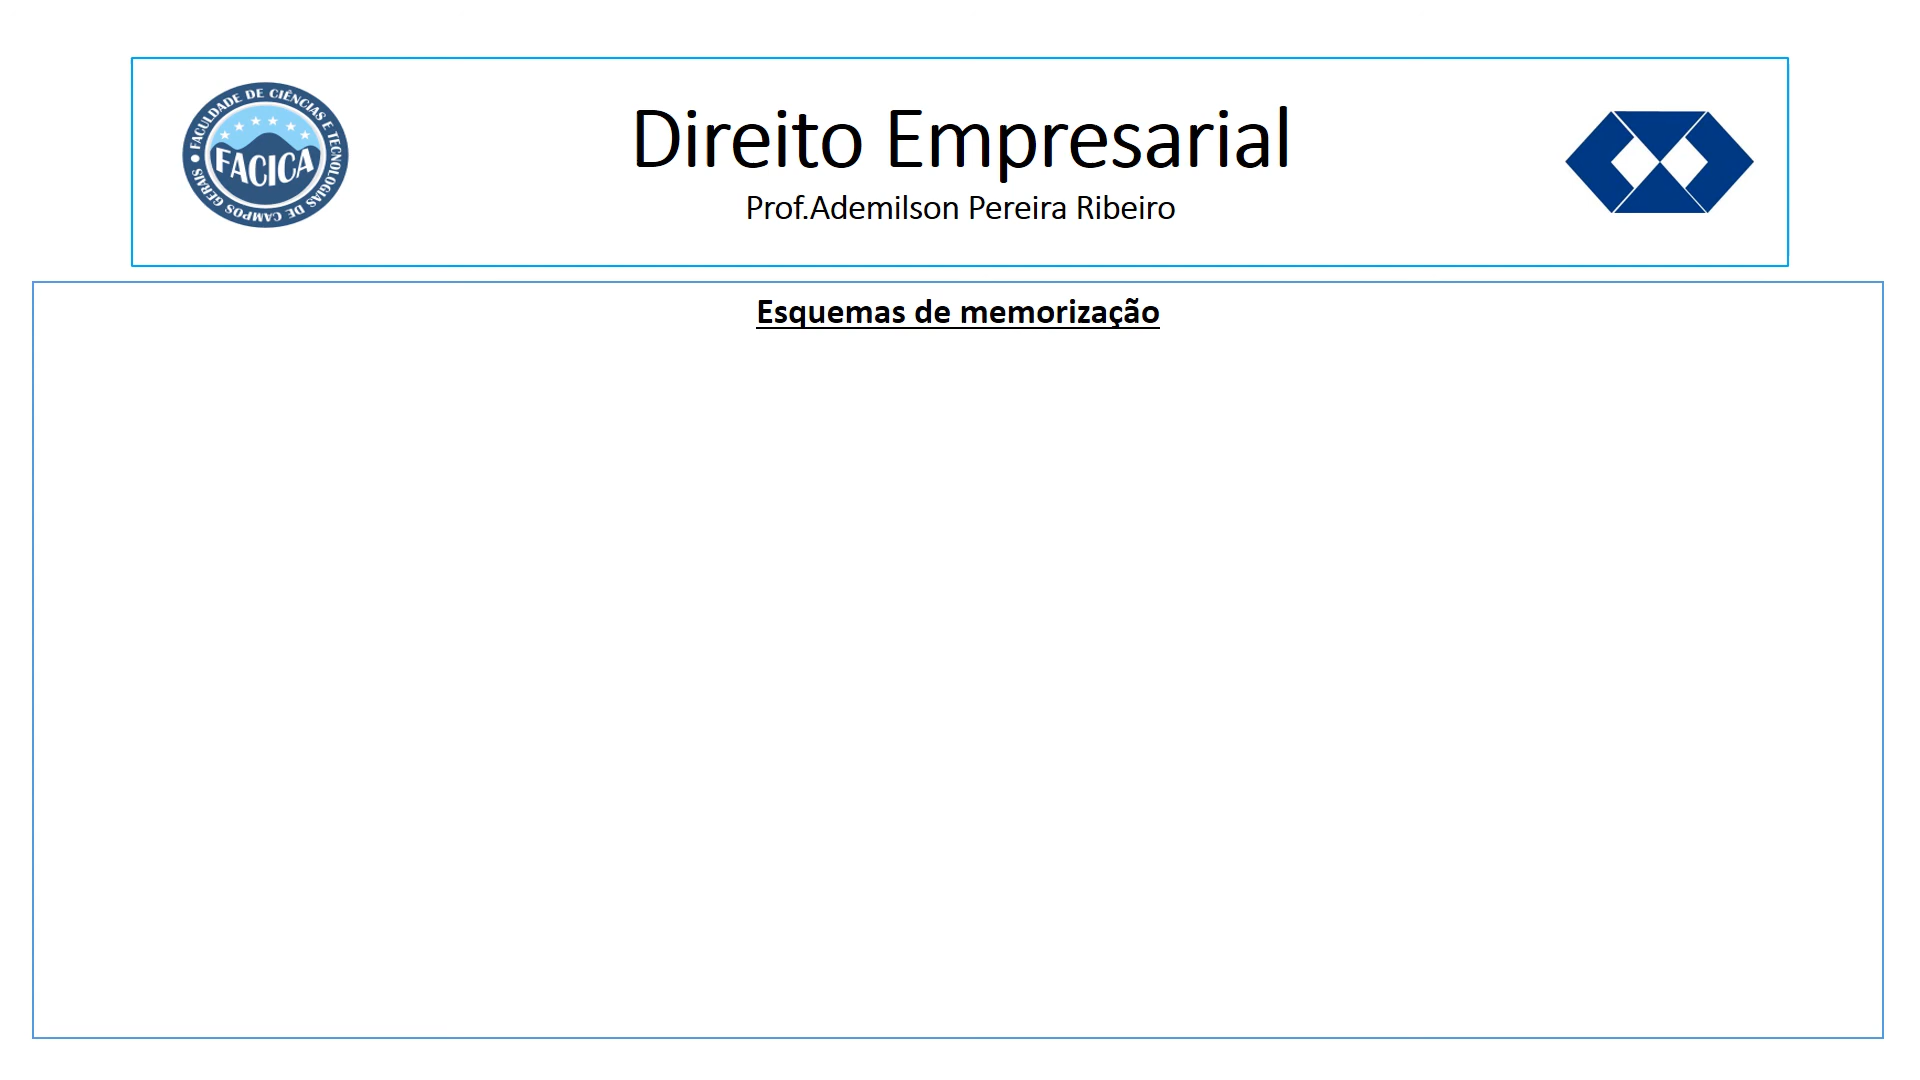 FACULDADE DE CIÊNCIAS E TECNOLOGIAS DE CAMPOS GERAIS
FACICA
Direito Empresarial
Prof.Ademilson Pereira Ribeiro
Esquemas de memorização